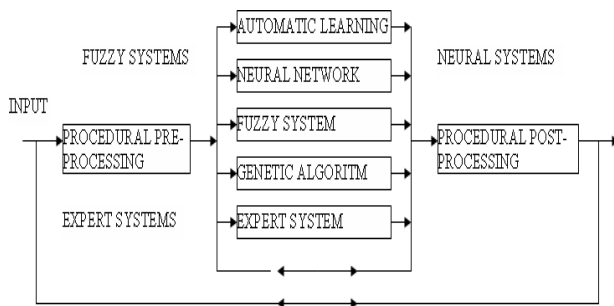 AUTOMATIC LEARNING
FUZZY SYSTEMS
NEURAL SYSTEMS
NEURAL NETWORK
INPUT
FUZZY SYSTEM
PROCEDURAL PRE-
PROCESSING
PROCEDURAL POST-
PROCESSING
GENETIC ALGORITM
EXPERT SYSTEMS
EXPERT SYSTEM